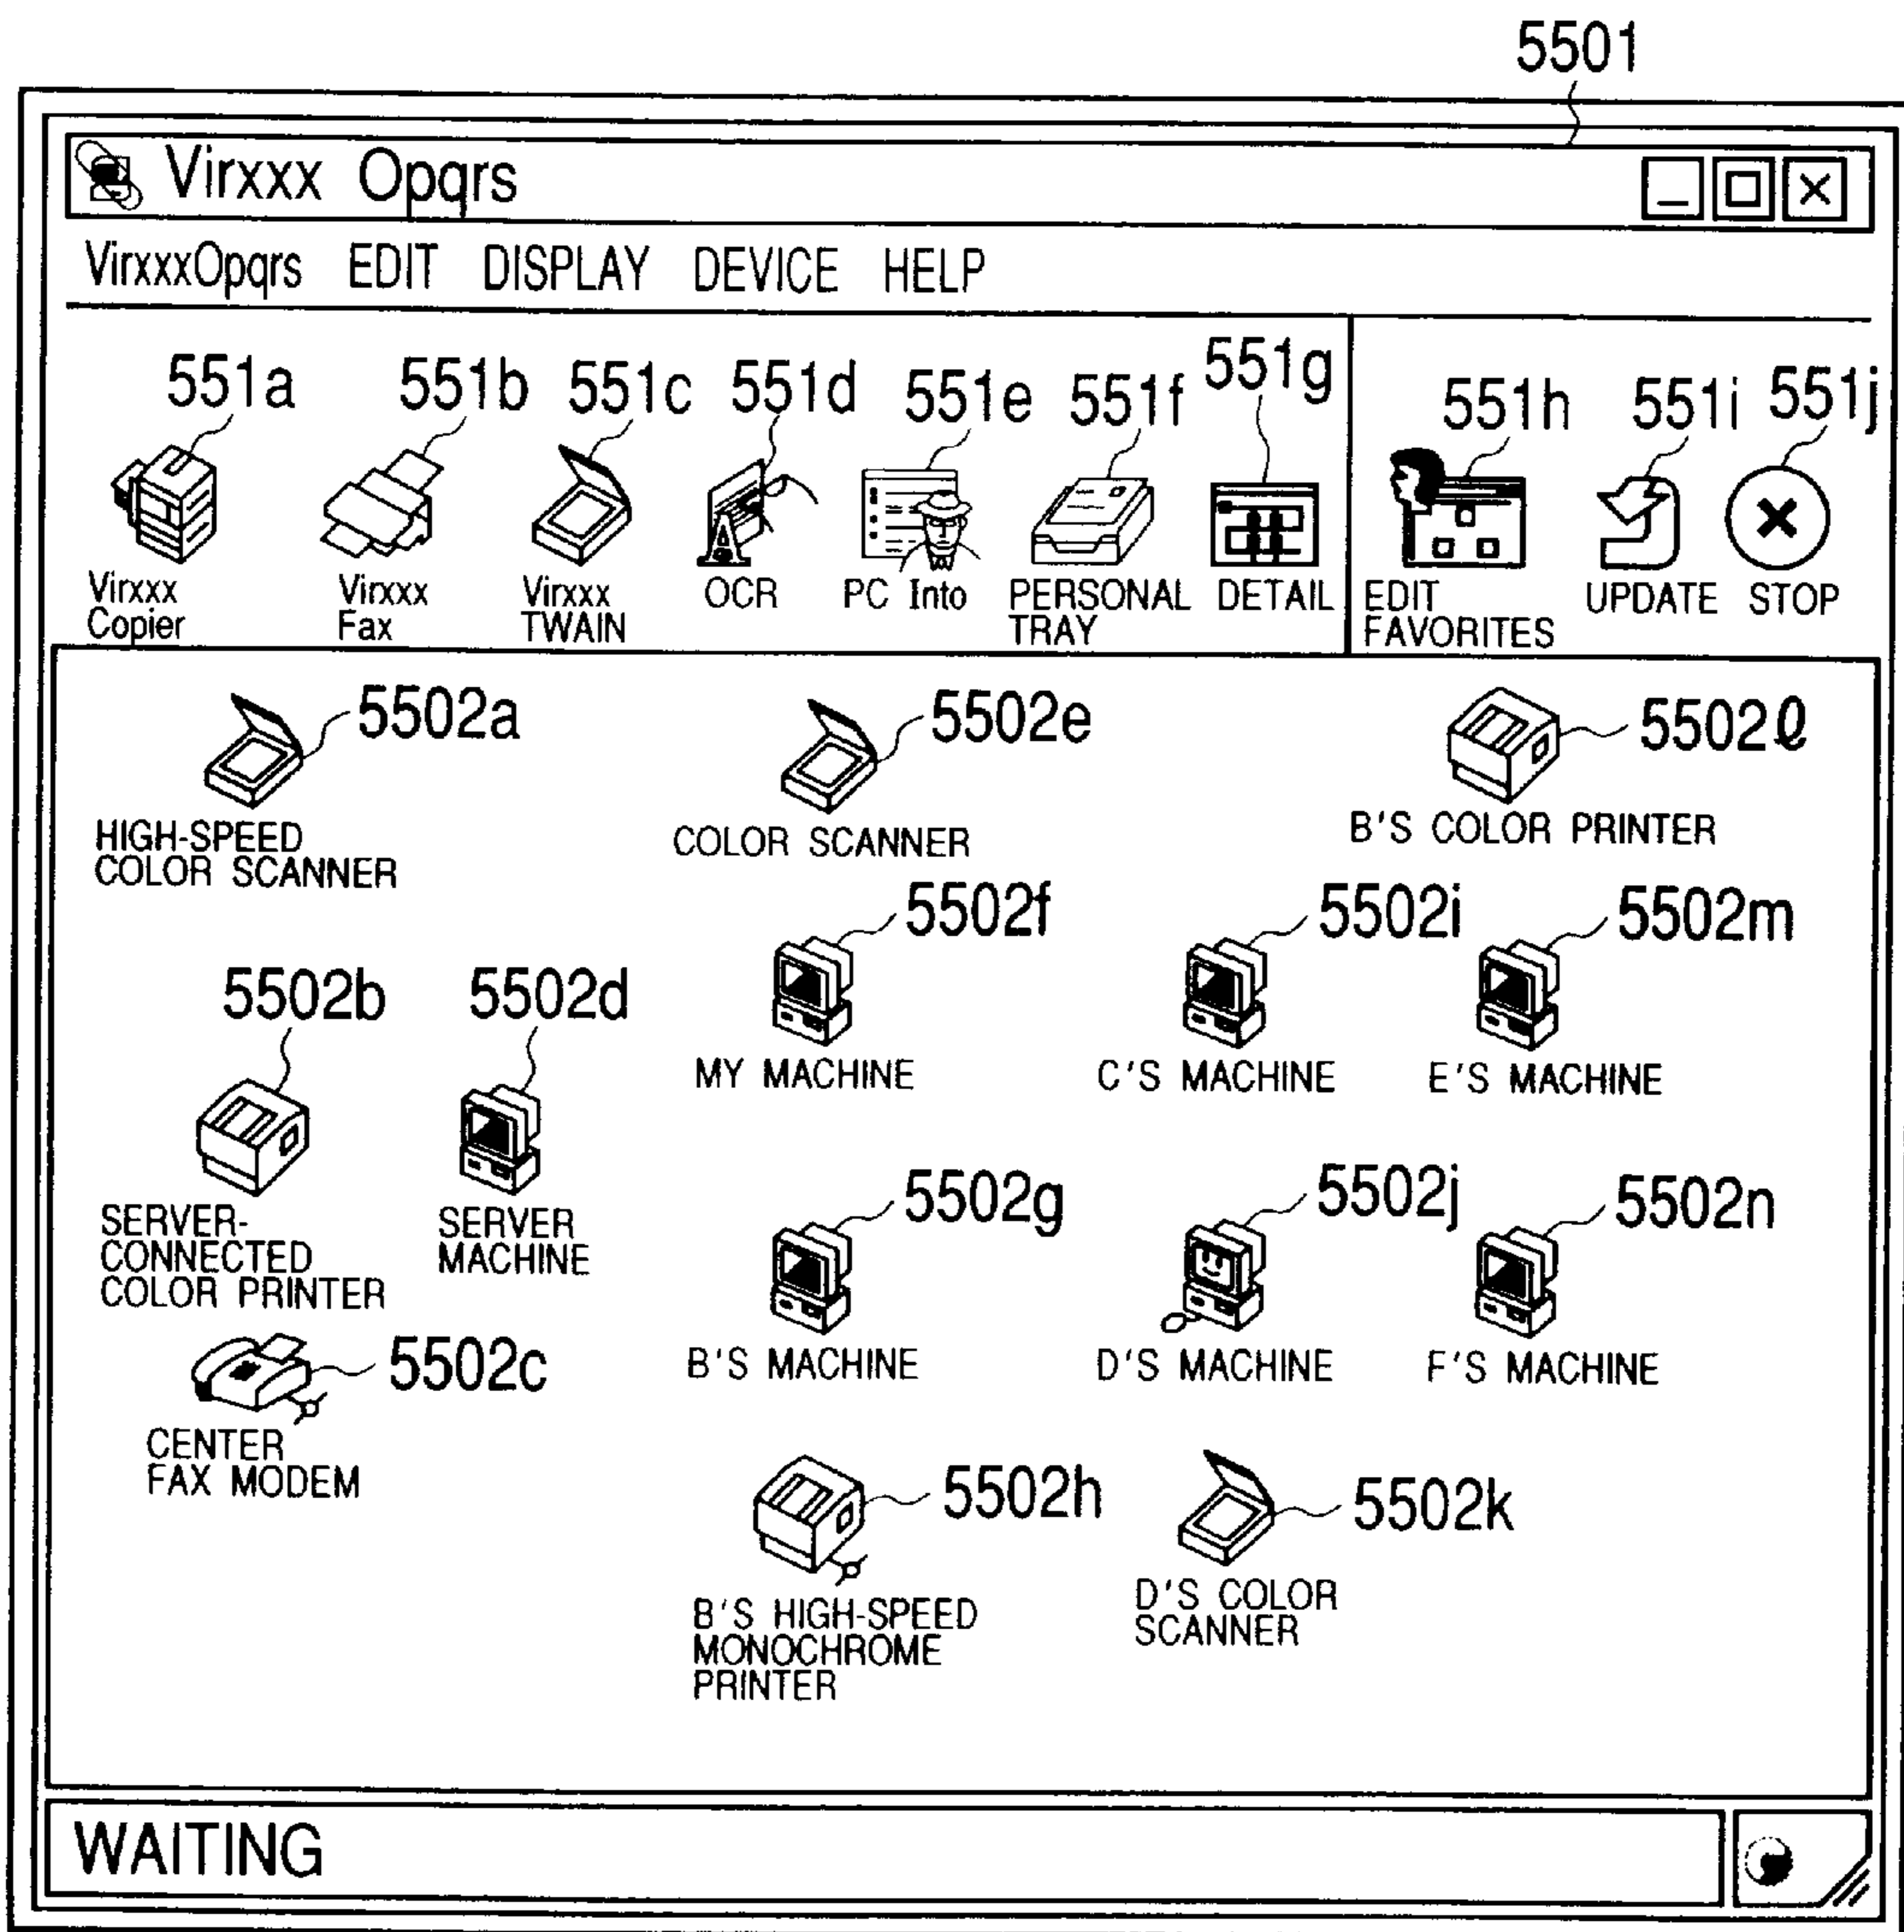 5501
Virxxx Opqrs
VirxxxOpqrs EDIT DISPLAY DEVICE HELP
551a 551b 551c 551d 551e 551f 551g 551h 551i 551j
Virxxx
Copier
Virxxx
Fax
Virxxx
TWAIN
A
OCR
PC Into
PERSONAL
TRAY
DETAIL
EDIT
FAVORITES
UPDATE
STOP
5502a
HIGH-SPEED
COLOR SCANNER
5502e
COLOR SCANNER
5502ℓ
B'S COLOR PRINTER
5502f
MY MACHINE
5502i
C'S MACHINE
5502m
E'S MACHINE
5502b
SERVER-
CONNECTED
COLOR PRINTER
5502d
SERVER
MACHINE
5502g
B'S MACHINE
5502j
D'S MACHINE
5502n
F'S MACHINE
5502c
CENTER
FAX MODEM
5502h
B'S HIGH-SPEED
MONOCHROME
PRINTER
5502k
D'S COLOR
SCANNER
WAITING